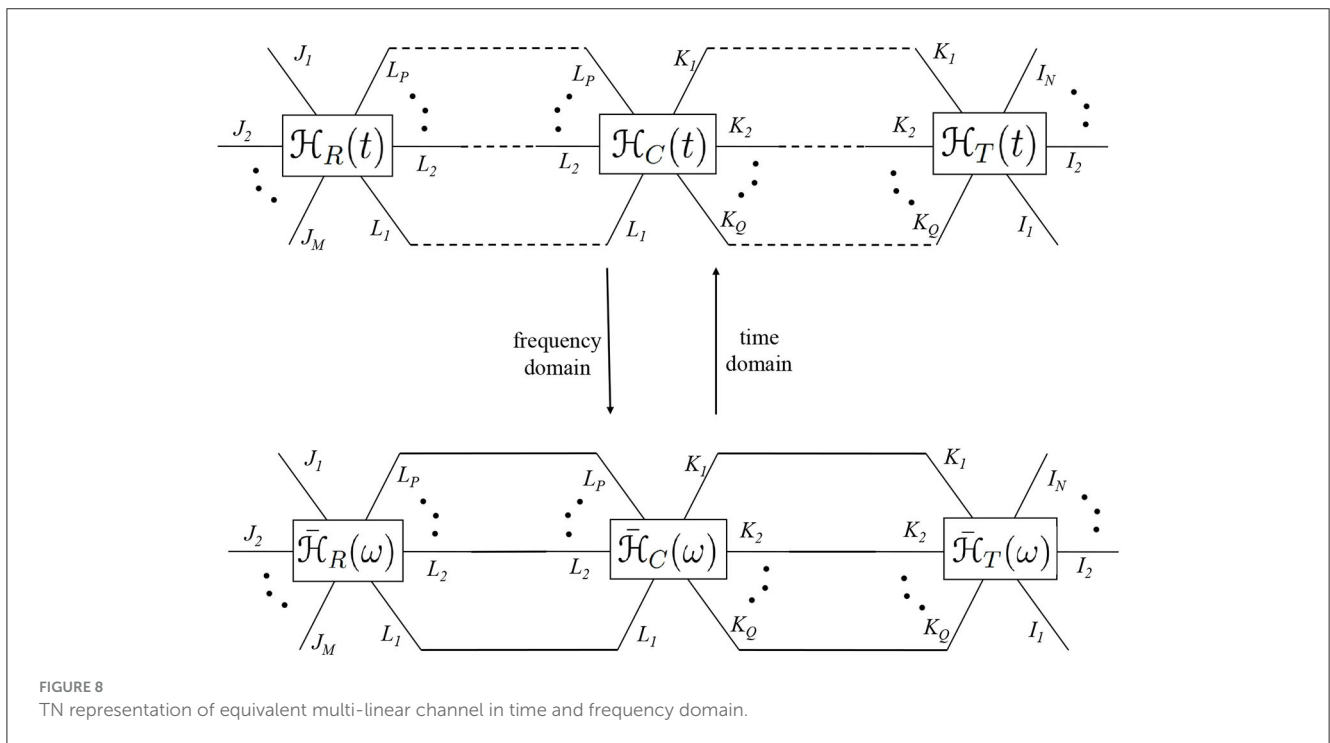 J1 LP LP K1 K1 IN
J2 ℋR(t) L2 L2 ℋC(t) K2 K2 ℋT(t) I2
JM L1 L1 KQ KQ I1
frequency time
domain domain
J1 LP LP K1 K1 IN
J2 ℋ̄R(ω) L2 L2 ℋ̄C(ω) K2 K2 ℋ̄T(ω) I2
JM L1 L1 KQ KQ I1
FIGURE 8
TN representation of equivalent multi-linear channel in time and frequency domain.